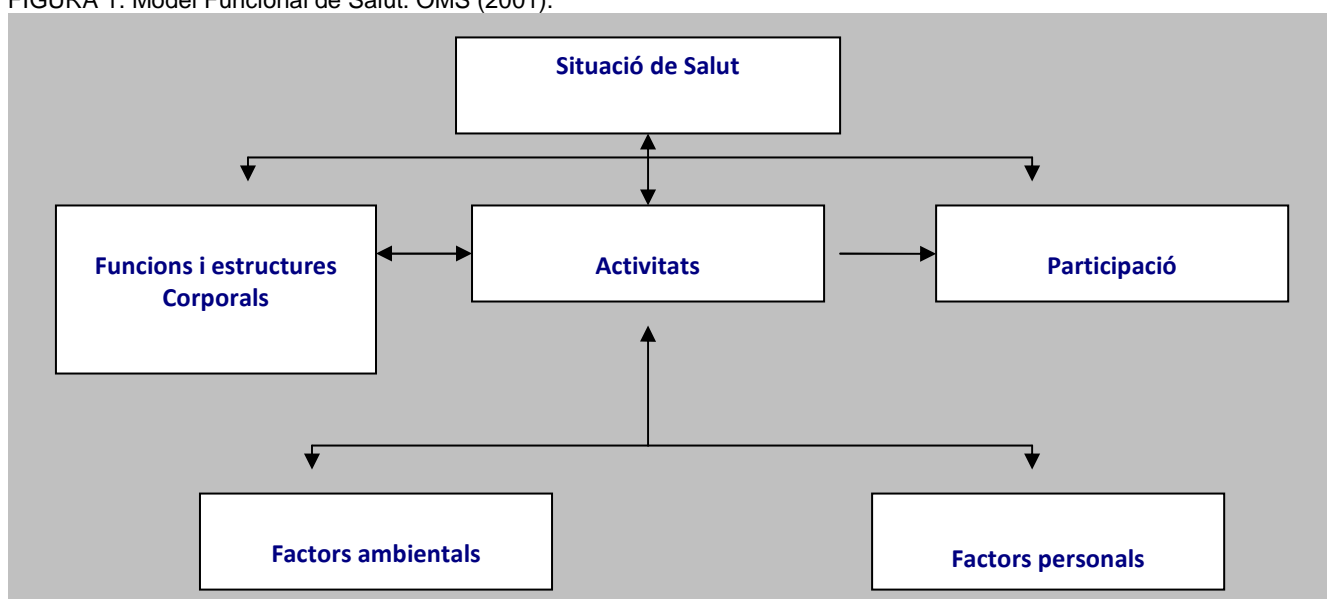 FIGURA 1. Model Funcional de Salut. OMS (2001).
Situació de Salut
Funcions i estructures
Corporals
Activitats
Participació
Factors ambientals
Factors personals